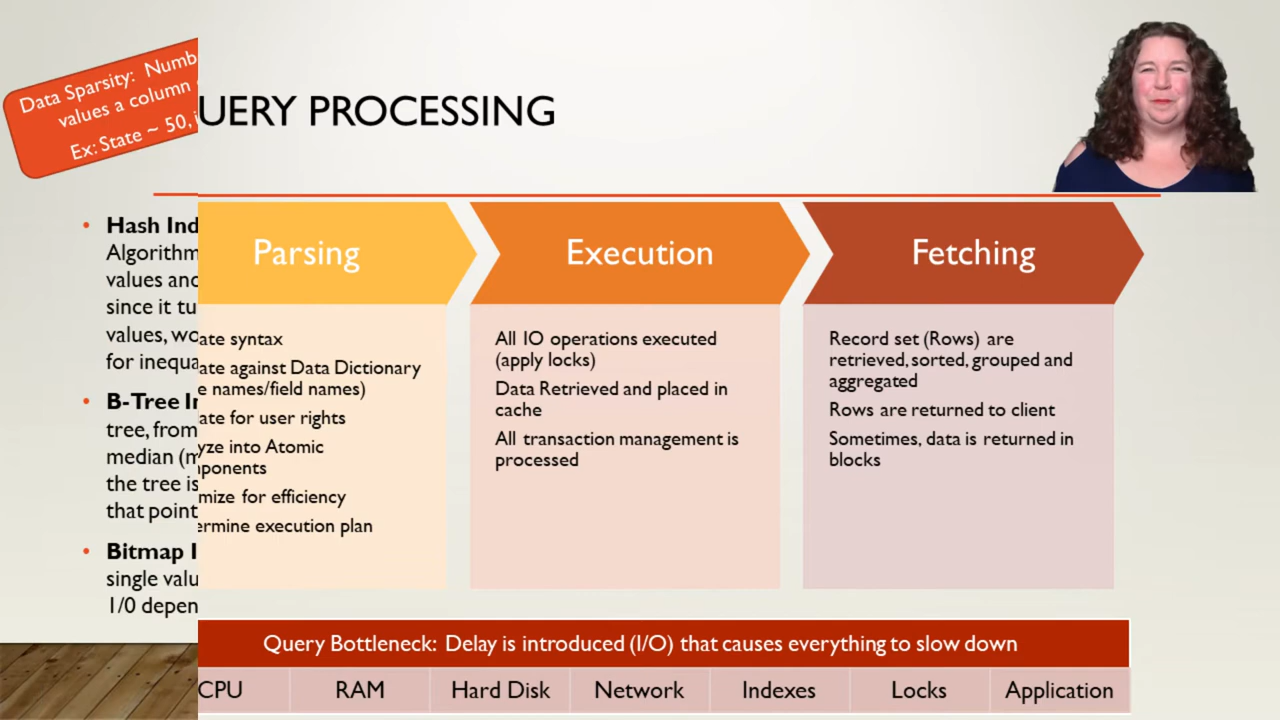 Data Sparsity: Numb
values a column
Ex: State ~ 50,
UERY PROCESSING
Hash Ind
Algorithm
values and
since it tu
values, wo
for inequa
B-Tree I
tree, from
median (m
the tree is
that point
Bitmap I
single valu
1/0 depen
Parsing
ate syntax
ate against Data Dictionary
e names/field names)
ate for user rights
yze into Atomic
ponents
mize for efficiency
ermine execution plan
Execution
All IO operations executed
(apply locks)
Data Retrieved and placed in
cache
All transaction management is
processed
Fetching
Record set (Rows) are
retrieved, sorted, grouped and
aggregated
Rows are returned to client
Sometimes, data is returned in
blocks
Query Bottleneck: Delay is introduced (I/O) that causes everything to slow down
CPU RAM Hard Disk Network Indexes Locks Application